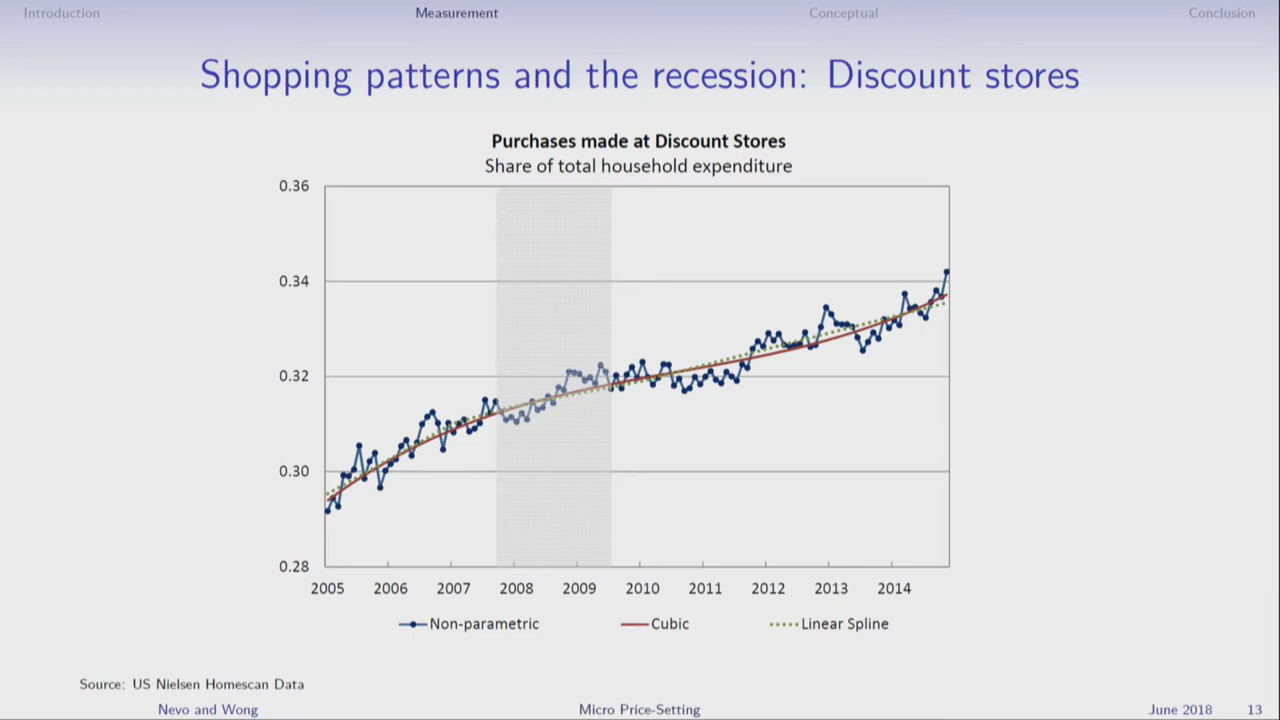 Introduction Measurement Conceptual Conclusion
Shopping patterns and the recession: Discount stores
Purchases made at Discount Stores
Share of total household expenditure
0.36
0.34
0.32
0.30
0.28
2005 2006 2007 2008 2009 2010 2011 2012 2013 2014
Non-parametric Cubic Linear Spline
Source: US Nielsen Homescan Data
Nevo and Wong Micro Price-Setting June 2018 13